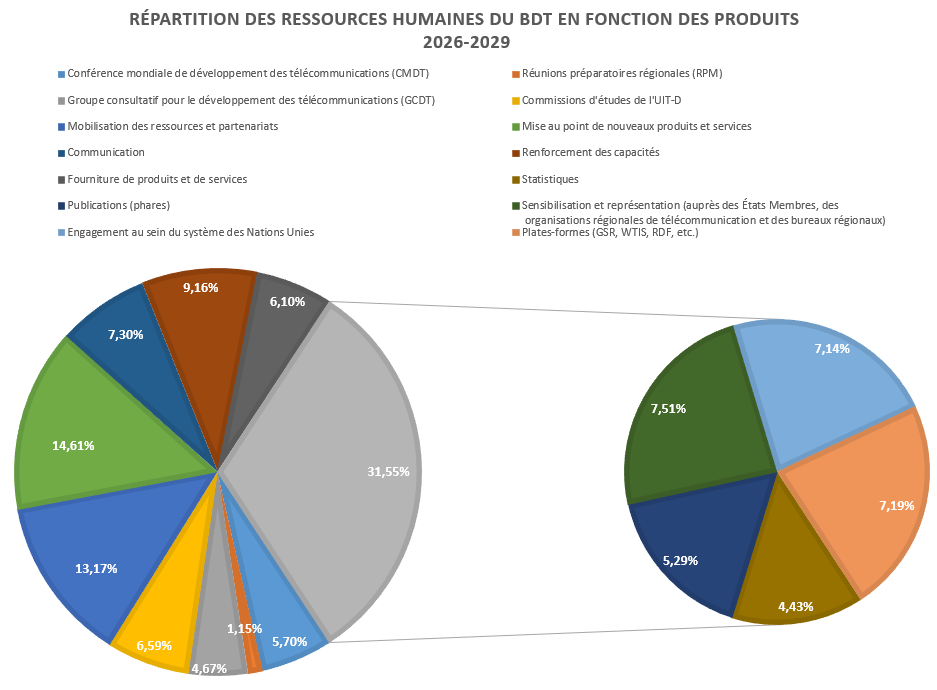 RÉPARTITION DES RESSOURCES HUMAINES DU BDT EN FONCTION DES PRODUITS
2026-2029
Conférence mondiale de développement des télécommunications (CMDT)
Réunions préparatoires régionales (RPM)
Groupe consultatif pour le développement des télécommunications (GCDT)
Commissions d'études de l'UIT-D
Mobilisation des ressources et partenariats
Mise au point de nouveaux produits et services
Communication
Renforcement des capacités
Fourniture de produits et de services
Statistiques
Publications (phares)
Sensibilisation et représentation (auprès des États Membres, des
organisations régionales de télécommunication et des bureaux régionaux)
Engagement au sein du système des Nations Unies
Plates-formes (GSR, WTIS, RDF, etc.)
9,16%
6,10%
7,30%
14,61%
31,55%
13,17%
6,59%
4,67%
1,15%
5,70%
7,14%
7,51%
7,19%
5,29%
4,43%